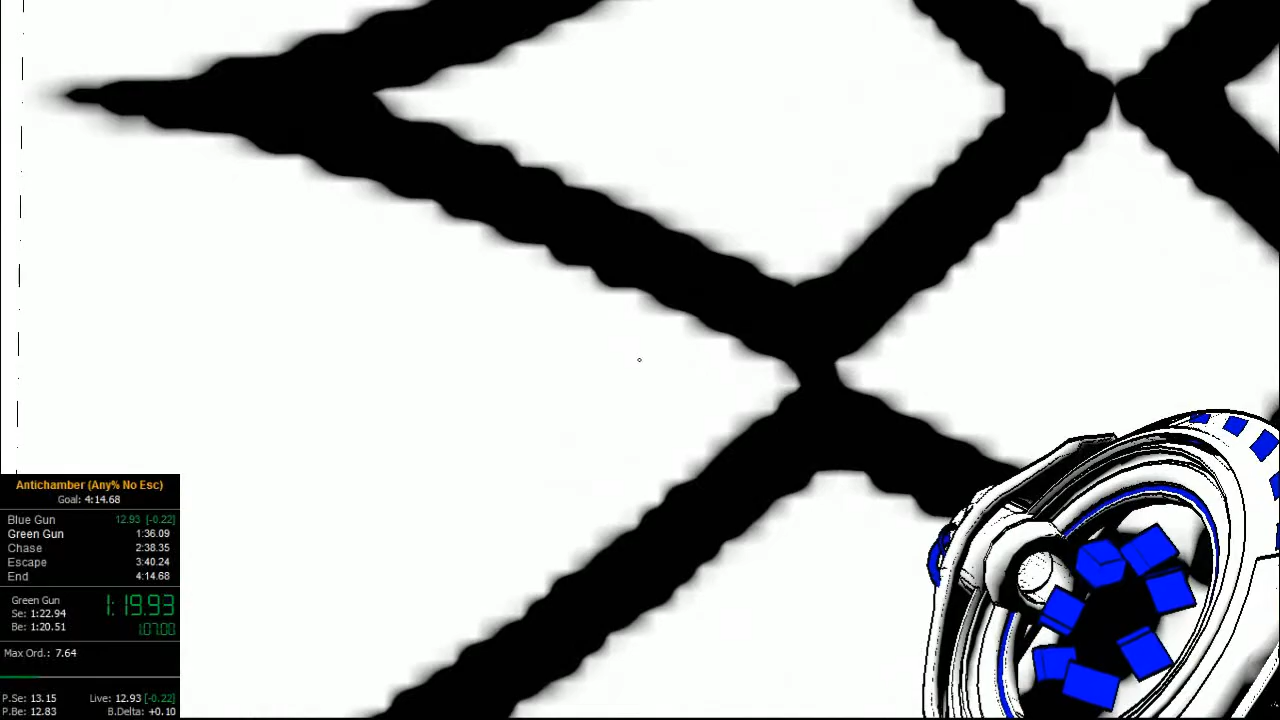 Antichamber (Any% No Esc)
Goal: 4:14.68
Blue Gun 12.93 [-0.22]
Green Gun 1:36.09
Chase 2:38.35
Escape 3:40.24
End 4:14.68
Green Gun 1:19.93
Se: 1:22.94
Be: 1:20.51 1:07.00
Max Ord.: 7.64
P.Se: 13.15 Live: 12.93 [-0.22]
P.Be: 12.83 B.Delta: +0.10